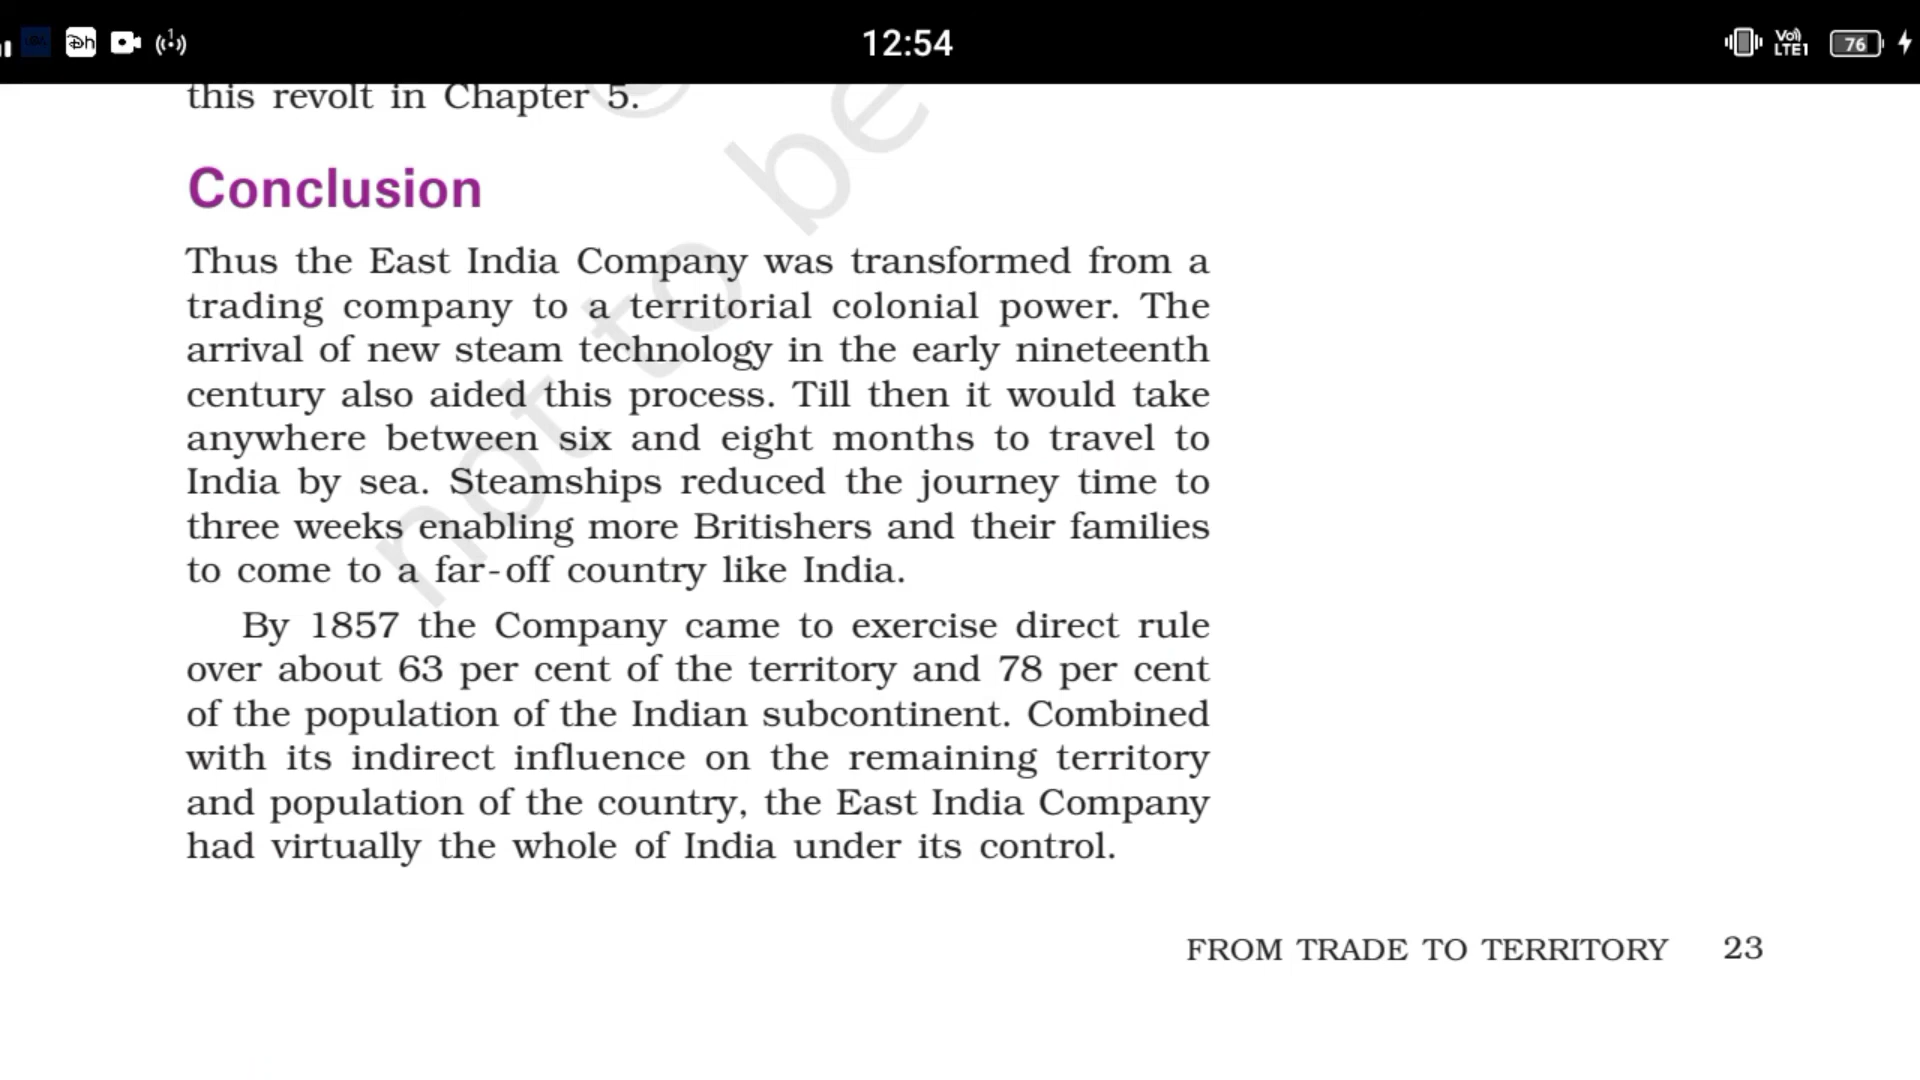 12:54
Vo) LTE1
76
this revolt in Chapter 5.
Conclusion
Thus the East India Company was transformed from a
trading company to a territorial colonial power. The
arrival of new steam technology in the early nineteenth
century also aided this process. Till then it would take
anywhere between six and eight months to travel to
India by sea. Steamships reduced the journey time to
three weeks enabling more Britishers and their families
to come to a far-off country like India.
By 1857 the Company came to exercise direct rule
over about 63 per cent of the territory and 78 per cent
of the population of the Indian subcontinent. Combined
with its indirect influence on the remaining territory
and population of the country, the East India Company
had virtually the whole of India under its control.
FROM TRADE TO TERRITORY 23
not to be